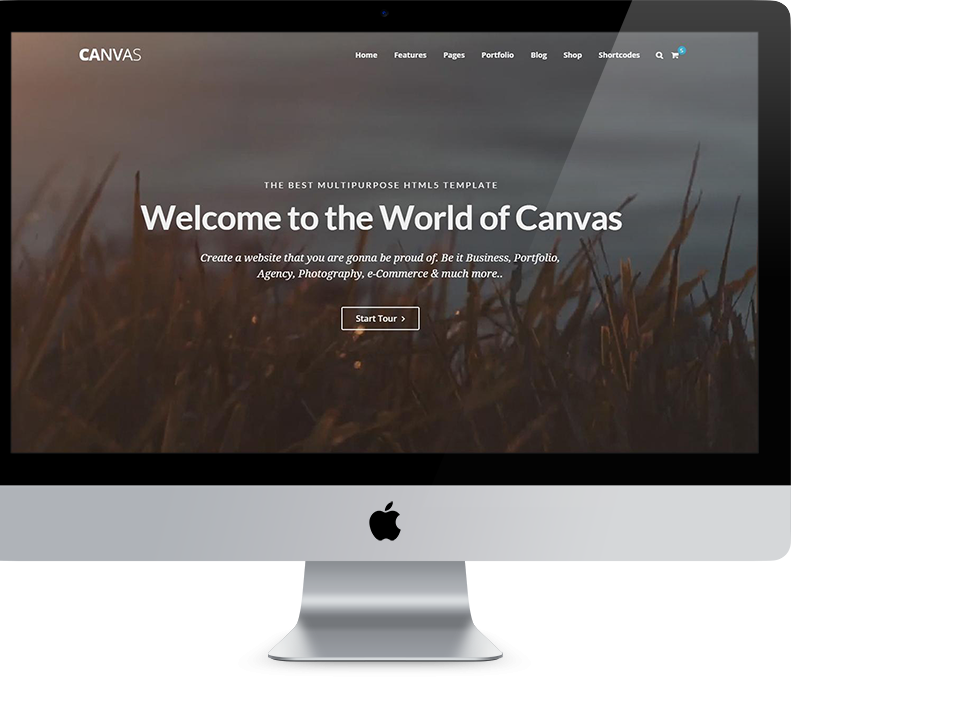 CANVAS
Home Features Pages Portfolio Blog Shop Shortcodes
THE BEST MULTIPURPOSE HTML5 TEMPLATE
Welcome to the World of Canvas
Create a website that you are gonna be proud of. Be it Business, Portfolio,
Agency, Photography, e-Commerce & much more..
Start Tour